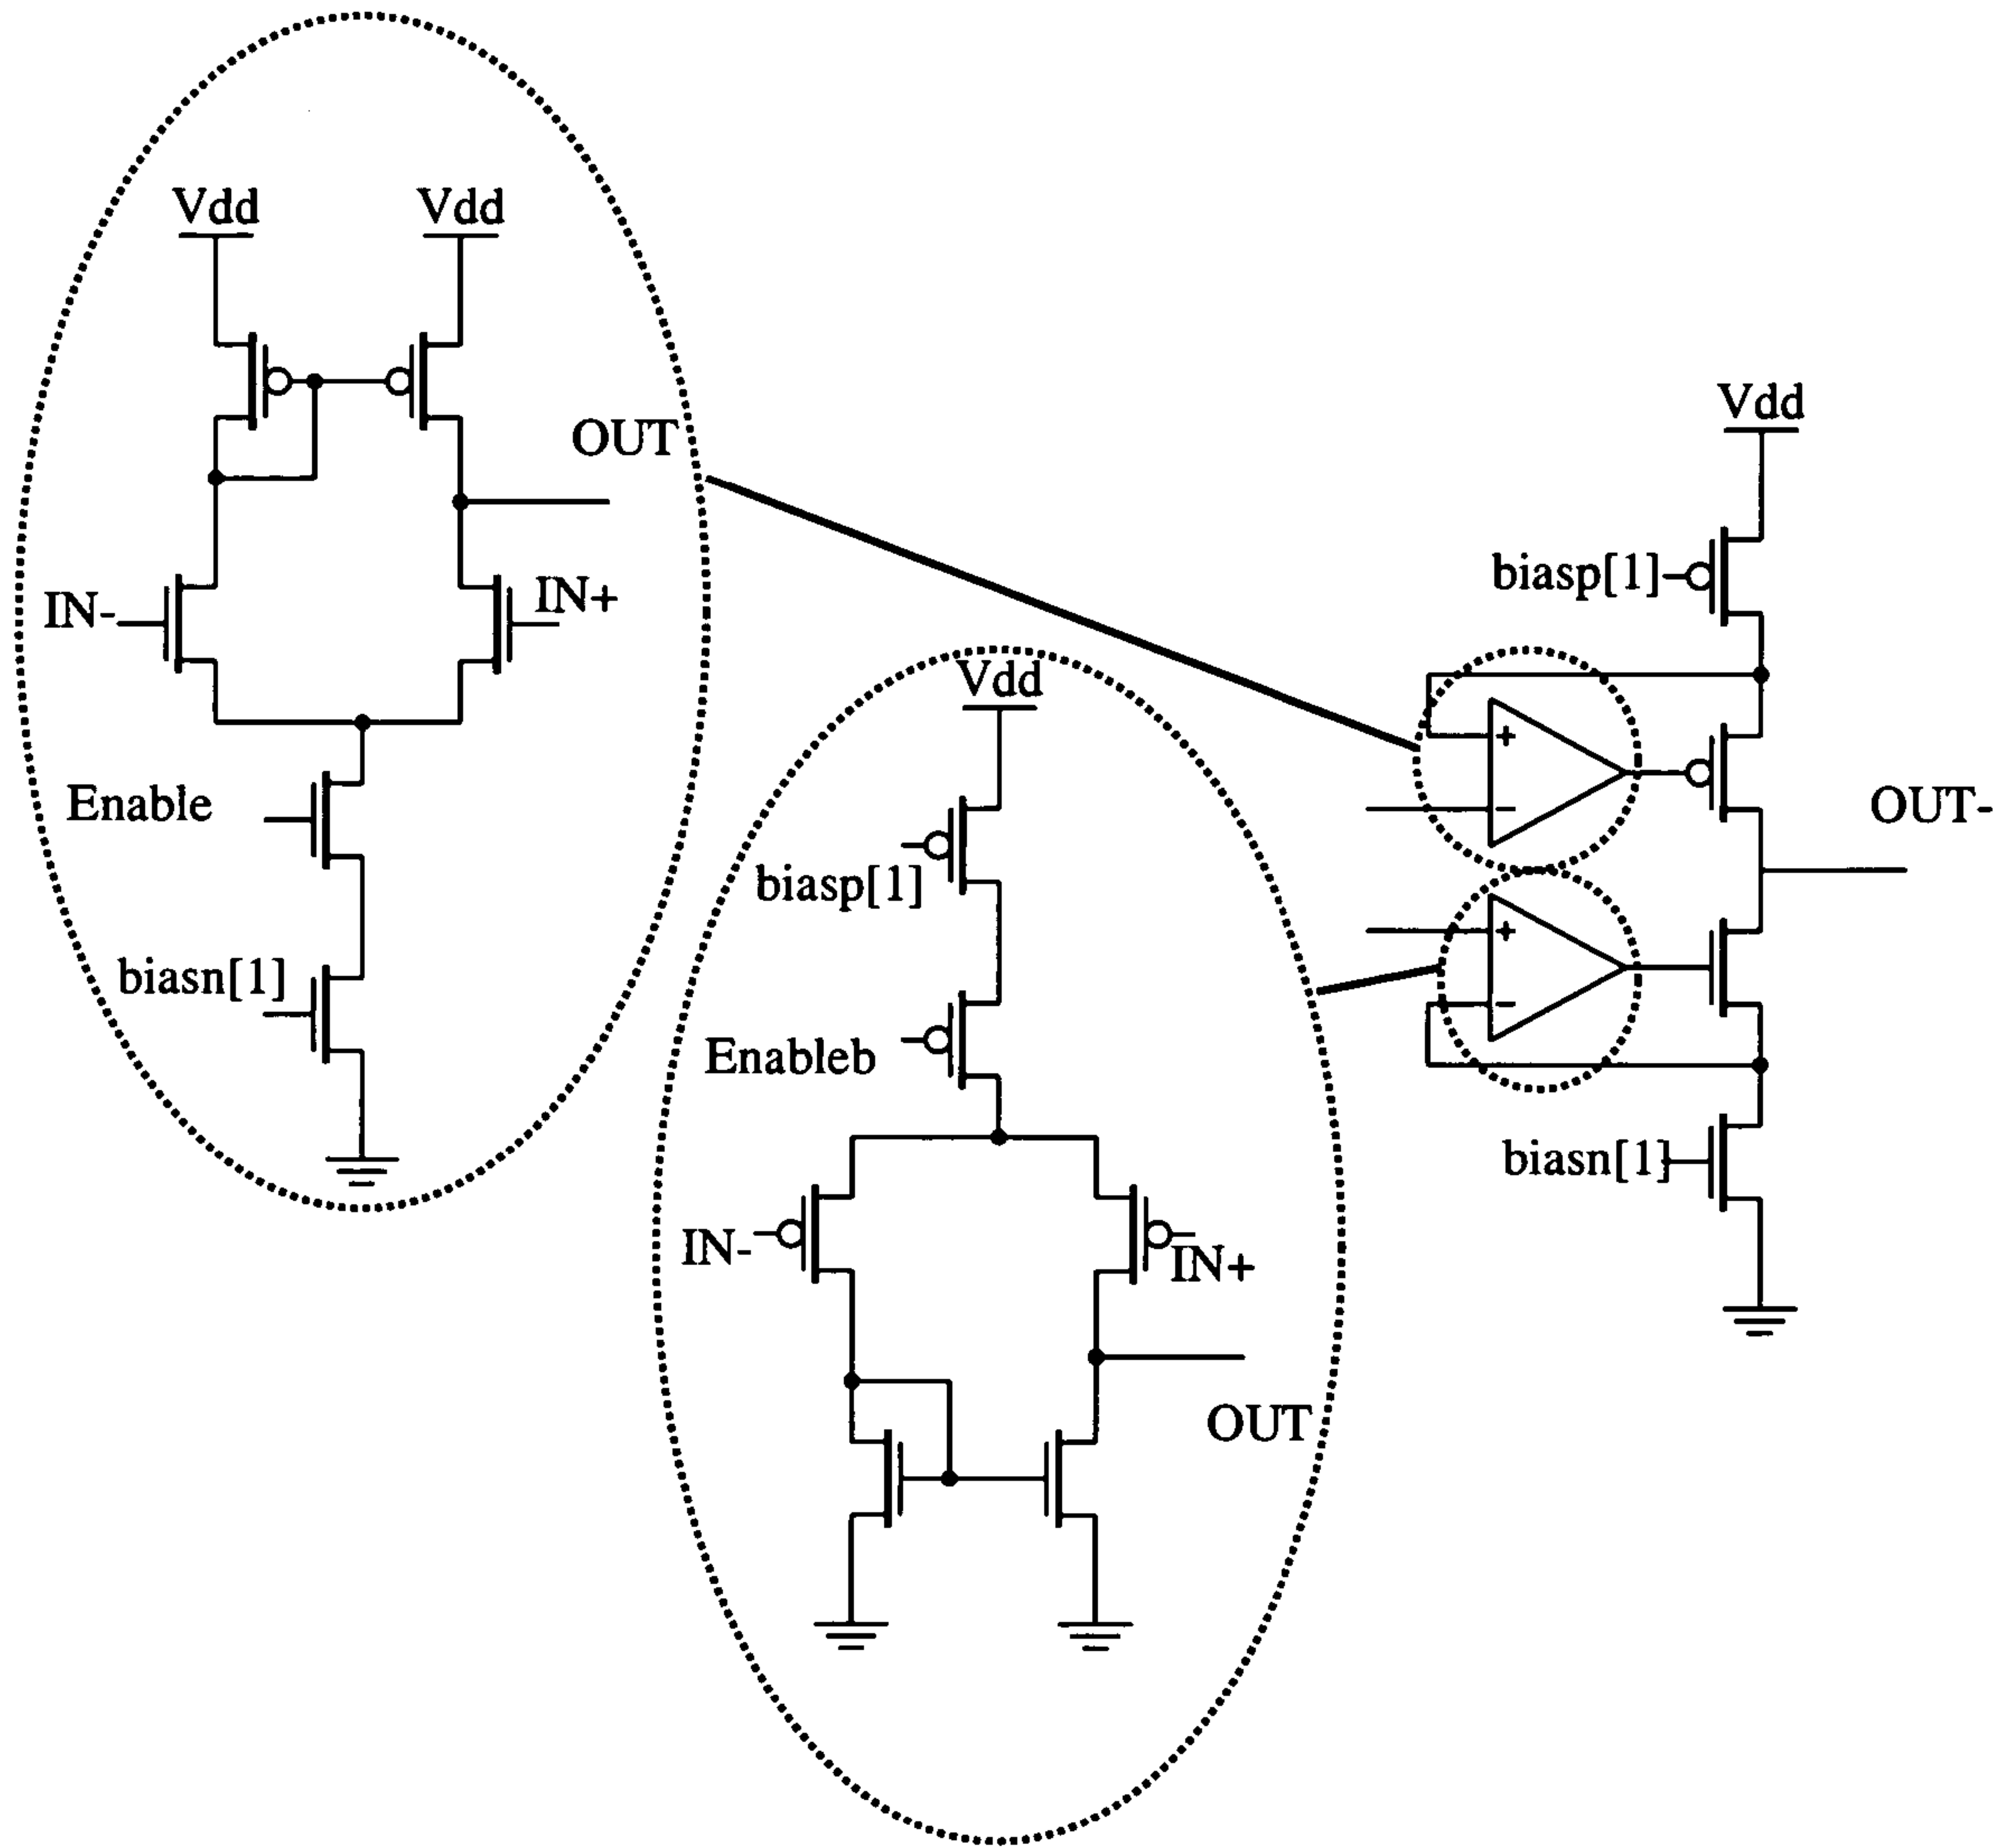 Vdd Vdd
OUT
IN-
IN+
Enable
biasn[1]
Vdd
biasp[1]
Enableb
IN-
IN+
OUT
Vdd
biasp[1]
+
-
OUT-
+
-
biasn[1]